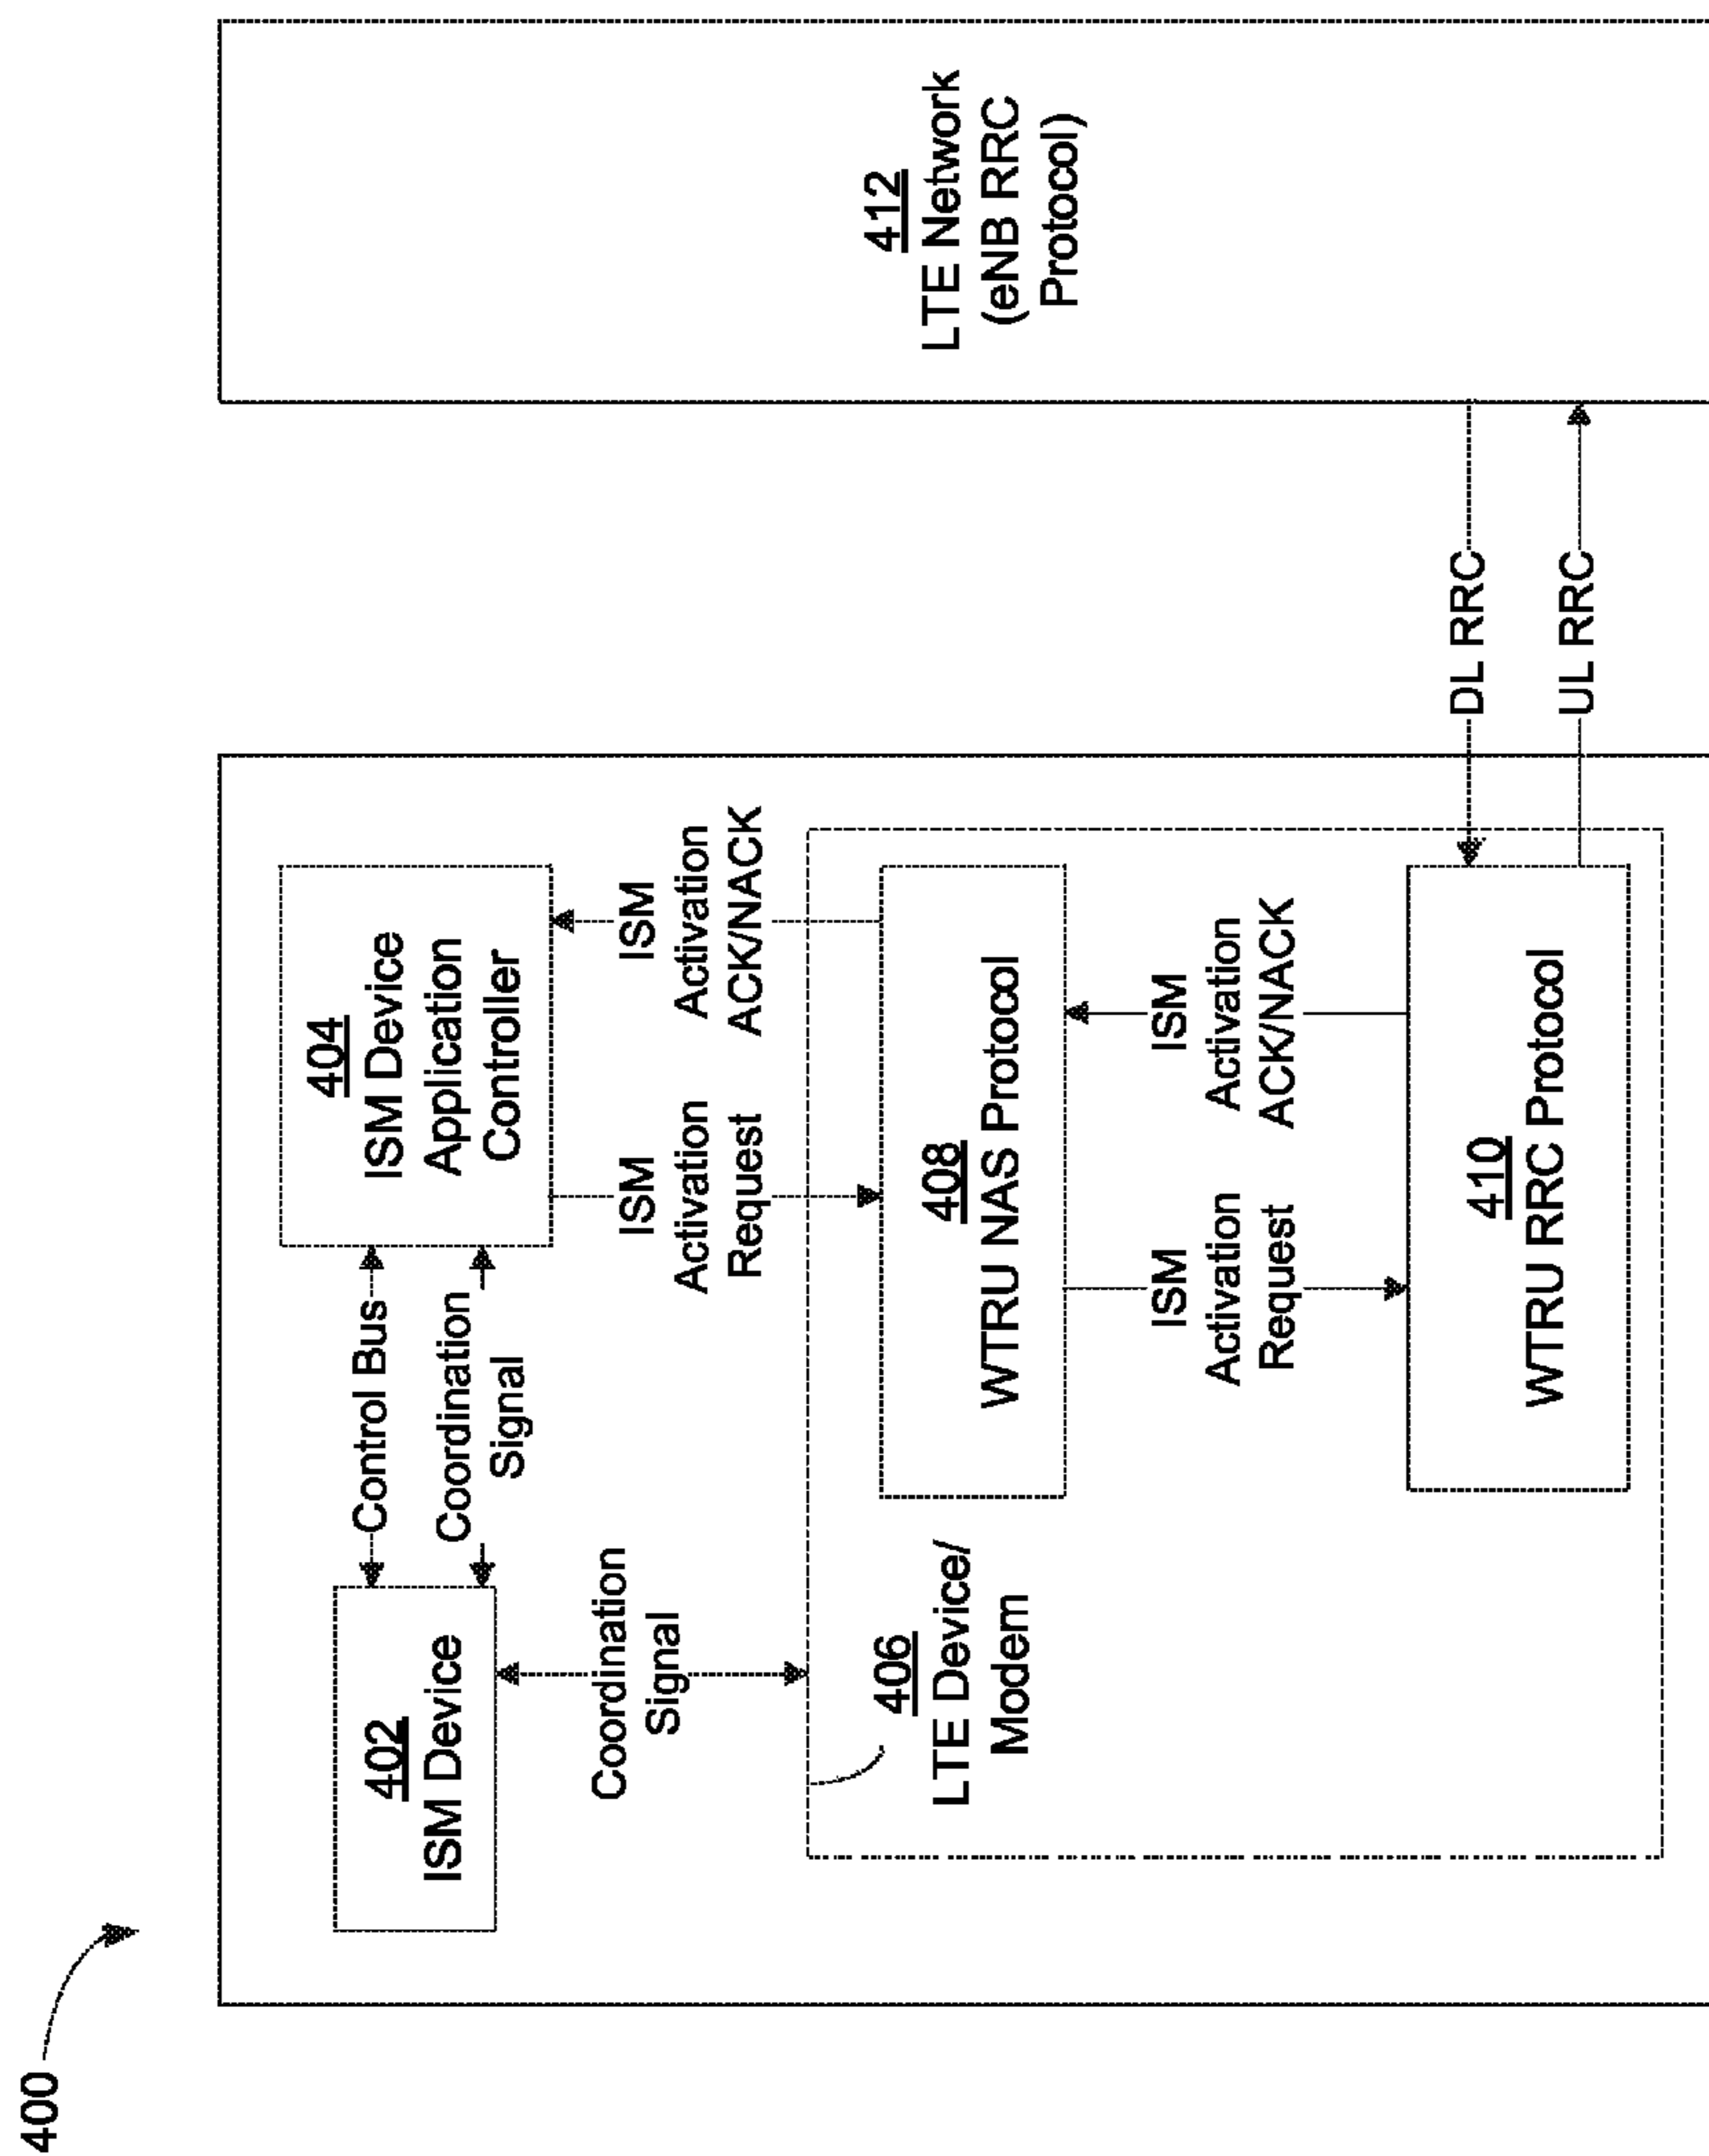 400
402
ISM Device
Control Bus
Coordination
Signal
404
ISM Device
Application
Controller
Coordination
Signal
ISM
Activation
Request
ISM
Activation
ACK/NACK
406
LTE Device/
Modem
408
WTRU NAS Protocol
ISM
Activation
Request
ISM
Activation
ACK/NACK
410
WTRU RRC Protocol
DL RRC
UL RRC
412
LTE Network
(eNB RRC
Protocol)